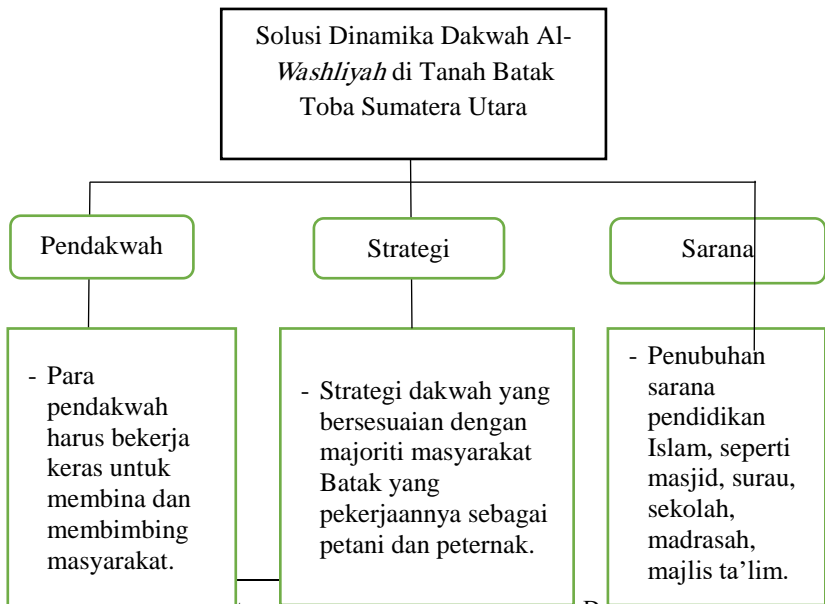 Solusi Dinamika Dakwah Al-
Washliyah di Tanah Batak
Toba Sumatera Utara
Pendakwah
Strategi
Sarana
- Para
pendakwah
harus bekerja
keras untuk
membina dan
membimbing
masyarakat.
- Strategi dakwah yang
bersesuaian dengan
majoriti masyarakat
Batak yang
pekerjaannya sebagai
petani dan peternak.
- Penubuhan
sarana
pendidikan
Islam, seperti
masjid, surau,
sekolah,
madrasah,
majlis ta’lim.